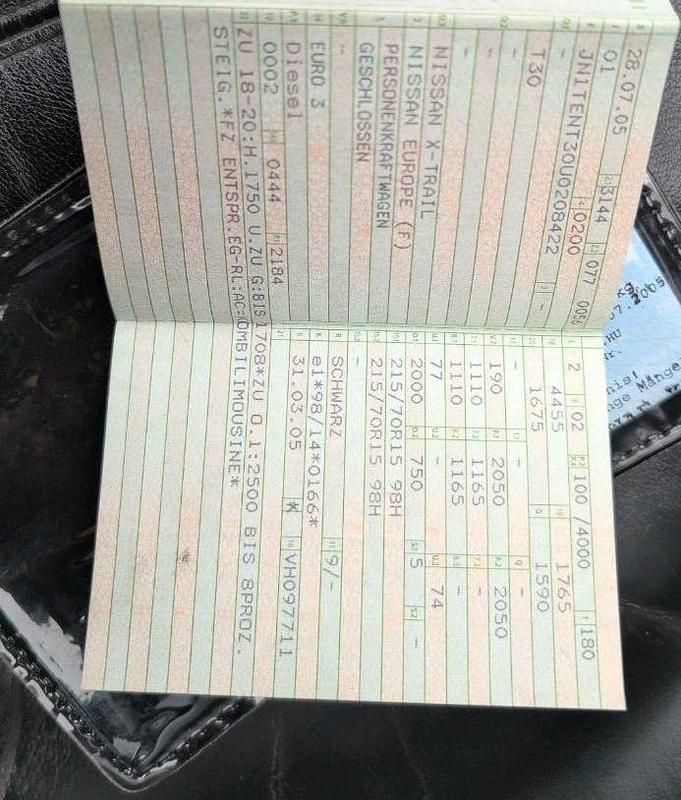 28.07.05 3144 077 0056
01 0200
JN1TENT30U0208422 -
-
T30
-
-
-
NISSAN X-TRAIL
NISSAN EUROPE (F)
PERSONENKRAFTWAGEN
GESCHLOSSEN
-
EURO 3
Diesel
0002 0444 2184
2 02 100 /4000 180
4455 1765
1675 1590
- - -
190 2050 2050
1110 1165 -
1110 1165 -
77 - 74
2000 750 5 -
215/70R15 98H
215/70R15 98H
-
SCHWARZ 9/-
e1*98/14*0166*
31.03.05 K VH097711
ZU 18-20:H.1750 U.ZU G:BIS 1708*ZU O.1:2500 BIS 8PROZ.
STEIG.*FZ ENTSPR.EG-RL:AC:KOMBILIMOUSINE*